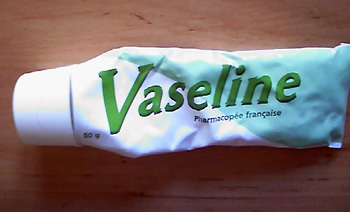 Vaseline
Pharmacopée française
50 g